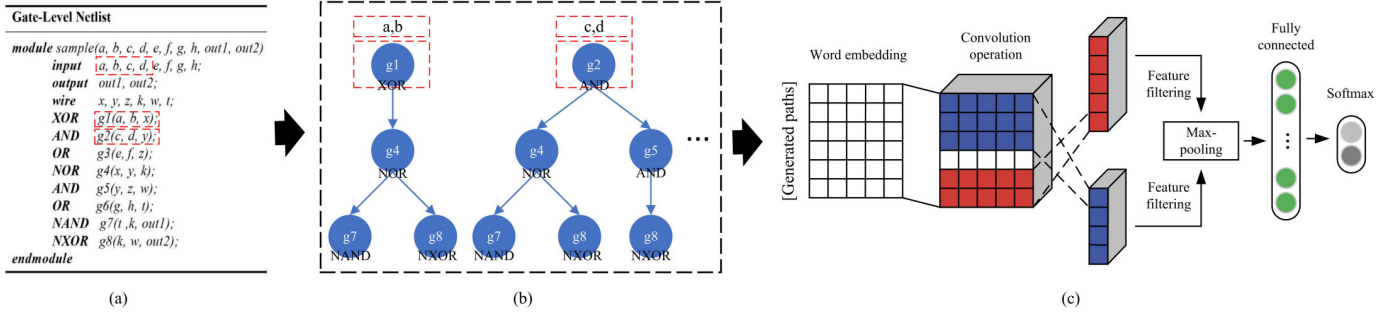 Gate-Level Netlist
module sample(a, b, c, d, e, f, g, h, out1, out2)
input a, b, c, d, e, f, g, h;
output out1, out2;
wire x, y, z, k, w, t;
XOR g1(a, b, x);
AND g2(c, d, y);
OR g3(e, f, z);
NOR g4(x, y, k);
AND g5(y, z, w);
OR g6(g, h, t);
NAND g7(t ,k, out1);
NXOR g8(k, w, out2);
endmodule
(a)
a,b
c,d
g1
XOR
g2
AND
g4
NOR
g4
NOR
g5
AND
...
g7
NAND
g8
NXOR
g7
NAND
g8
NXOR
g8
NXOR
(b)
[Generated paths]
Word embedding
Convolution
operation
Feature
filtering
Feature
filtering
Max-
pooling
Fully
connected
...
Softmax
(c)